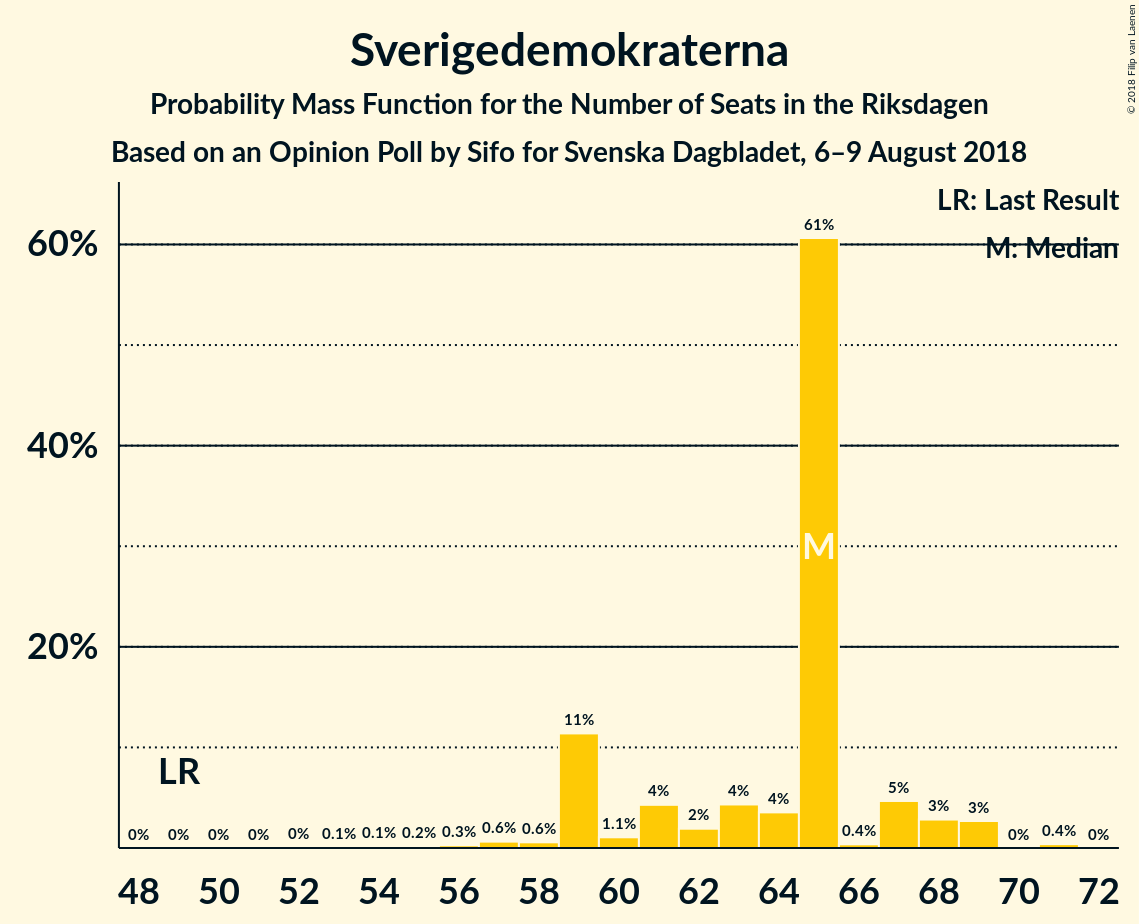 © 2018 Filip van Laenen
Sverigedemokraterna
Probability Mass Function for the Number of Seats in the Riksdagen
Based on an Opinion Poll by Sifo for Svenska Dagbladet, 6–9 August 2018
LR: Last Result
M: Median
60%
40%
20%
61%
M
LR
0% 0% 0% 0% 0% 0.1% 0.1% 0.2% 0.3% 0.6% 0.6% 11% 1.1% 4% 2% 4% 4% 0.4% 5% 3% 3% 0% 0.4% 0%
48 50 52 54 56 58 60 62 64 66 68 70 72